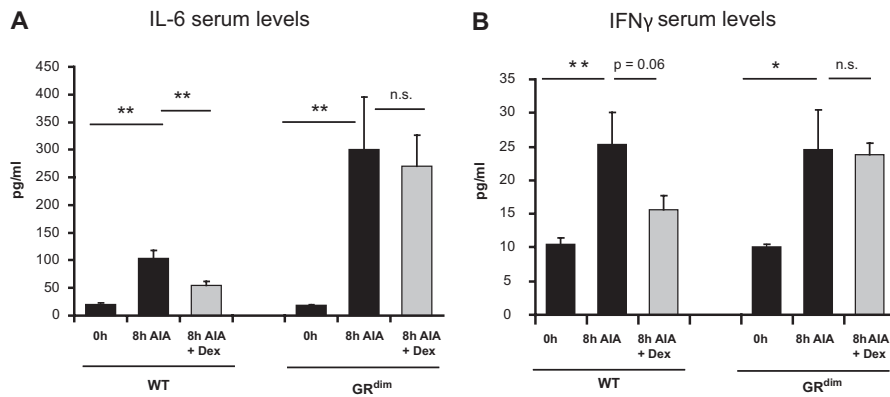 A
IL-6 serum levels
450
400
350
300
250
200
150
100
50
0
pg/ml
**
**
**
n.s.
0h
8h AIA
8h AIA
+ Dex
0h
8h AIA
8h AIA
+ Dex
WT
GRdim
B
IFNγ serum levels
35
30
25
20
15
10
5
0
pg/ml
**
p = 0.06
*
n.s.
0h
8h AIA
8h AIA
+ Dex
0h
8h AIA
8h AIA
+ Dex
WT
GRdim